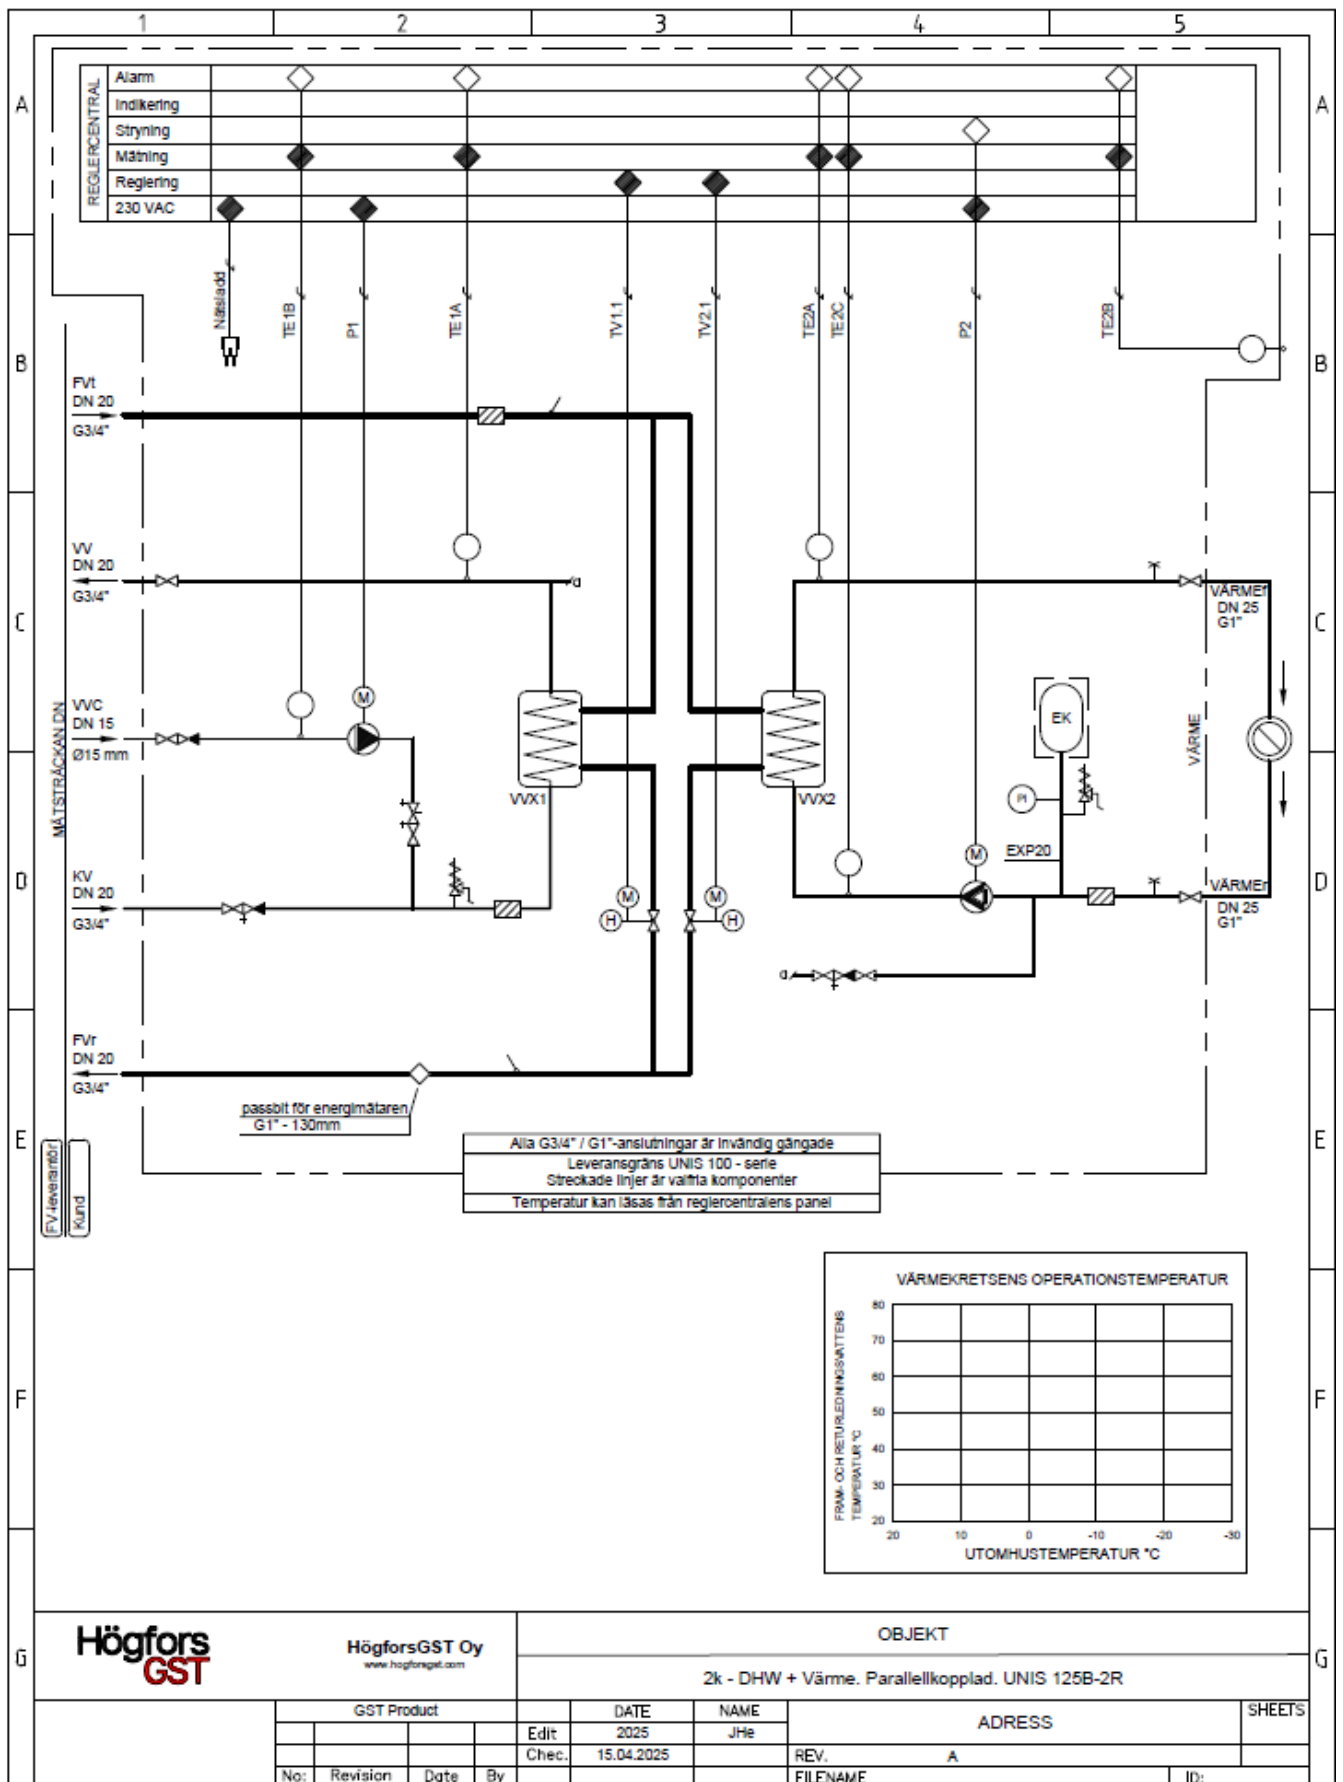 1 2 3 4 5
A
A
REGLERCENTRAL
Alarm
Indikering
Stryning
Mätning
Reglering
230 VAC
Nätsladd
TE1B
P1
TE1A
TV1.1
TV2.1
TE2A
TE2C
P2
TE2B
B
B
FVt
DN 20
G3/4"
VV
DN 20
G3/4"
a
VÄRMEf
DN 25
G1"
C
C
VVC
DN 15
Ø15 mm
M
EK
MÄTSTRÄCKAN DN
VÄRME
VVX1
VVX2
PI
EXP20
M
D
D
KV
DN 20
G3/4"
M
M
H
H
VÄRMEr
DN 25
G1"
a
FVr
DN 20
G3/4"
passbit för energimätaren
G1" - 130mm
E
E
FV-leverantör
Kund
Alla G3/4" / G1"-anslutningar är invändig gängade
Leveransgräns UNIS 100 - serie
Streckade linjer är valfria komponenter
Temperatur kan läsas från reglercentralens panel
VÄRMEKRETSENS OPERATIONSTEMPERATUR
FRAM- OCH RETURLEDNINGSVATTENS
TEMPERATUR °C
80
70
60
50
40
30
20
20 10 0 -10 -20 -30
UTOMHUSTEMPERATUR °C
F
F
G
G
Högfors
GST
HögforsGST Oy
www.hogforsgst.com
OBJEKT
2k - DHW + Värme. Parallellkopplad. UNIS 125B-2R
GST Product
DATE NAME
ADRESS
SHEETS
Edit 2025 JHe
Chec. 15.04.2025
REV. A
No: Revision Date By
FILENAME
ID: